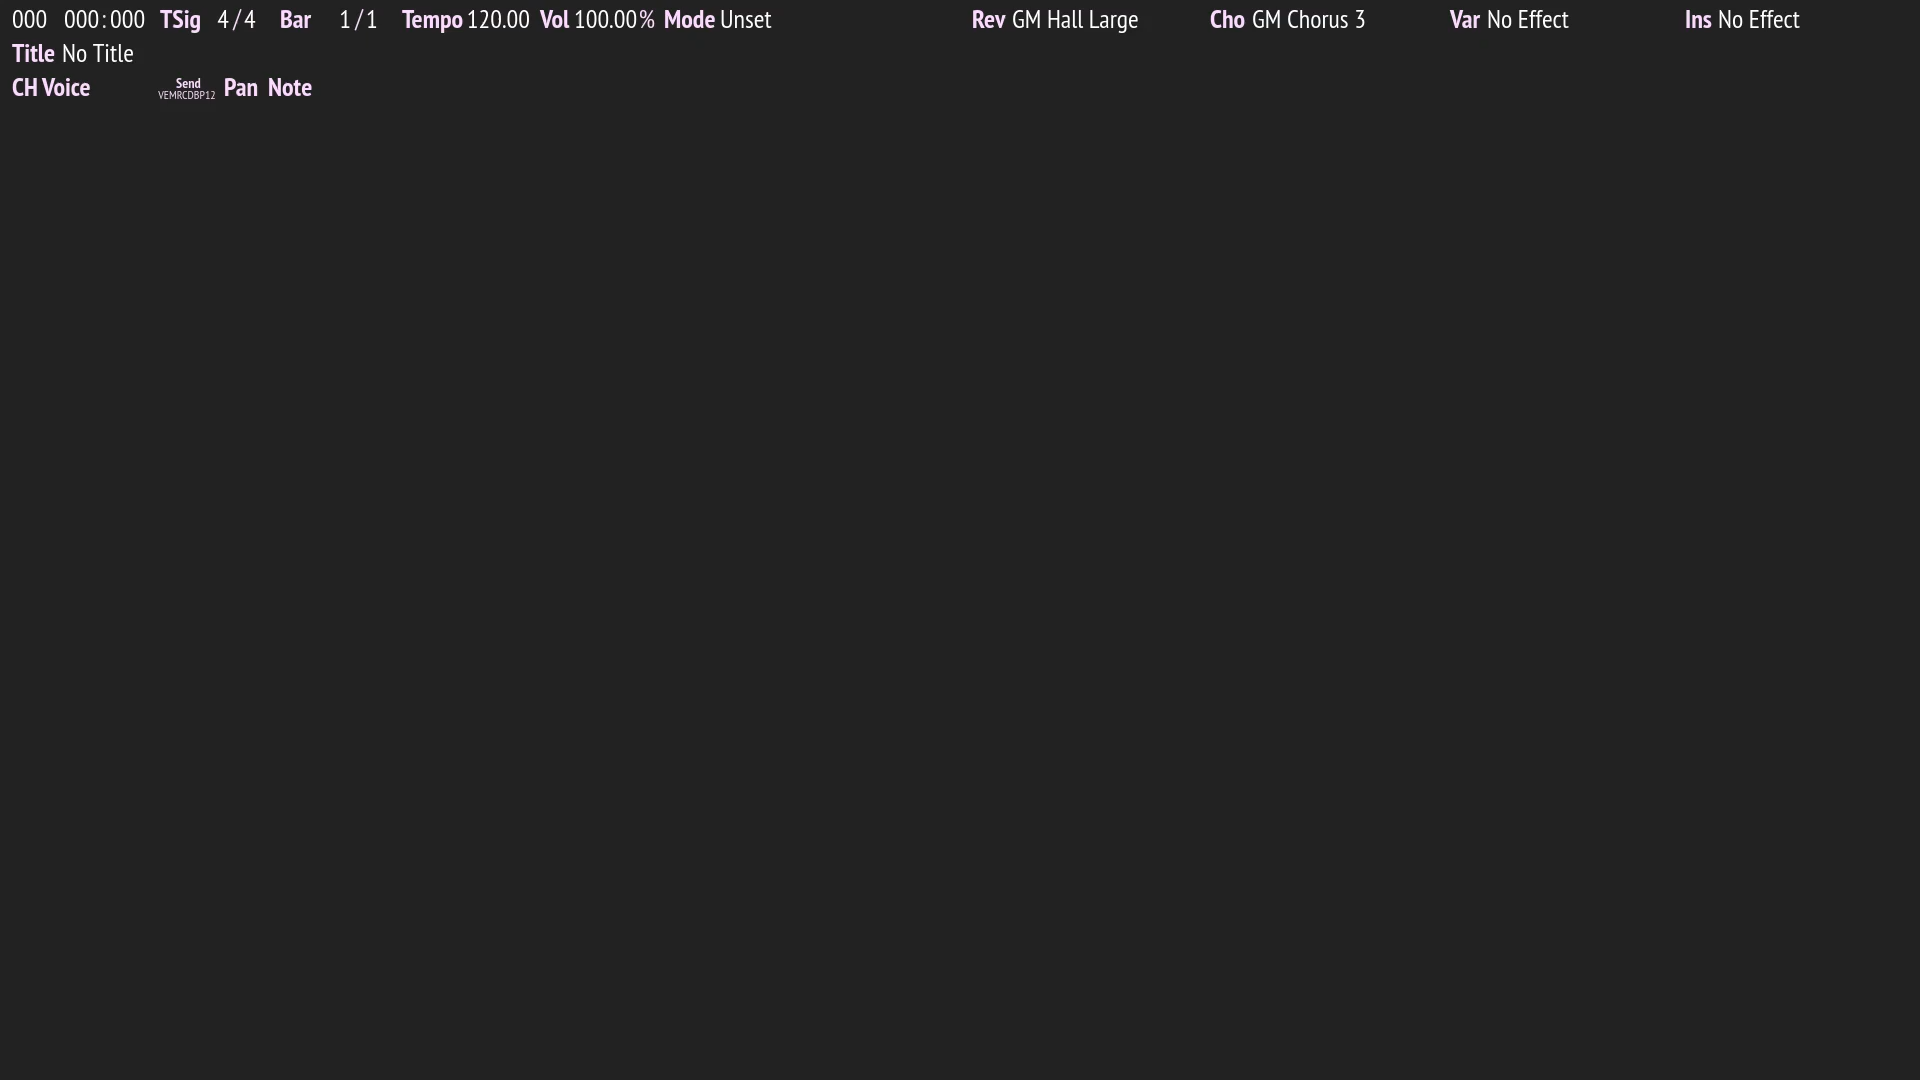 000 000:000 TSig 4/4 Bar 1/1 Tempo 120.00 Vol 100.00% Mode Unset Rev GM Hall Large Cho GM Chorus 3 Var No Effect Ins No Effect
Title No Title
CH Voice Send VEMRCDBP12 Pan Note